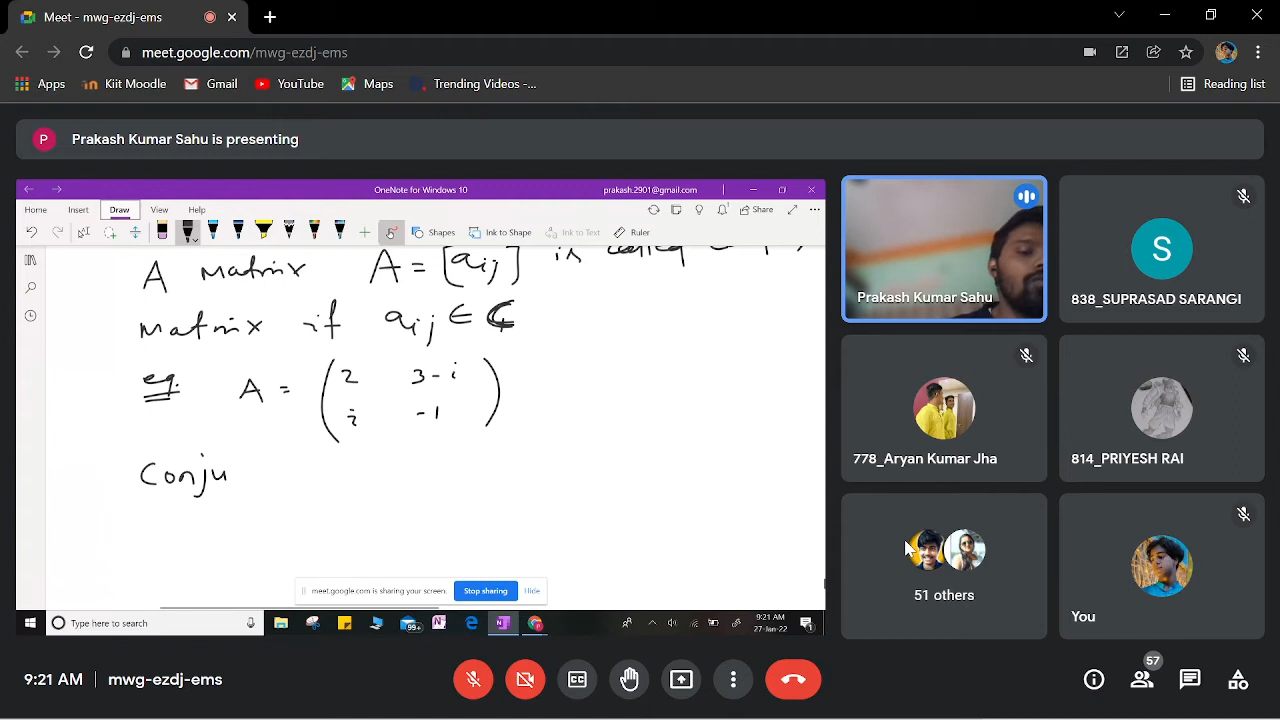 Meet - mwg-ezdj-ems
meet.google.com/mwg-ezdj-ems
Apps Kiit Moodle Gmail YouTube Maps Trending Videos -... Reading list
P Prakash Kumar Sahu is presenting
OneNote for Windows 10 prakash.2901@gmail.com
Home Insert Draw View Help Share
Shapes Ink to Shape Ink to Text Ruler
A matrix A = [aij] is called
matrix if aij ∈ ℂ
eg. A = ( 2 3-i
i -1 )
Conju
meet.google.com is sharing your screen. Stop sharing Hide
Type here to search 99+ 9:21 AM
27-Jan-22
Prakash Kumar Sahu
S
838_SUPRASAD SARANGI
778_Aryan Kumar Jha
814_PRIYESH RAI
51 others
You
9:21 AM | mwg-ezdj-ems
57